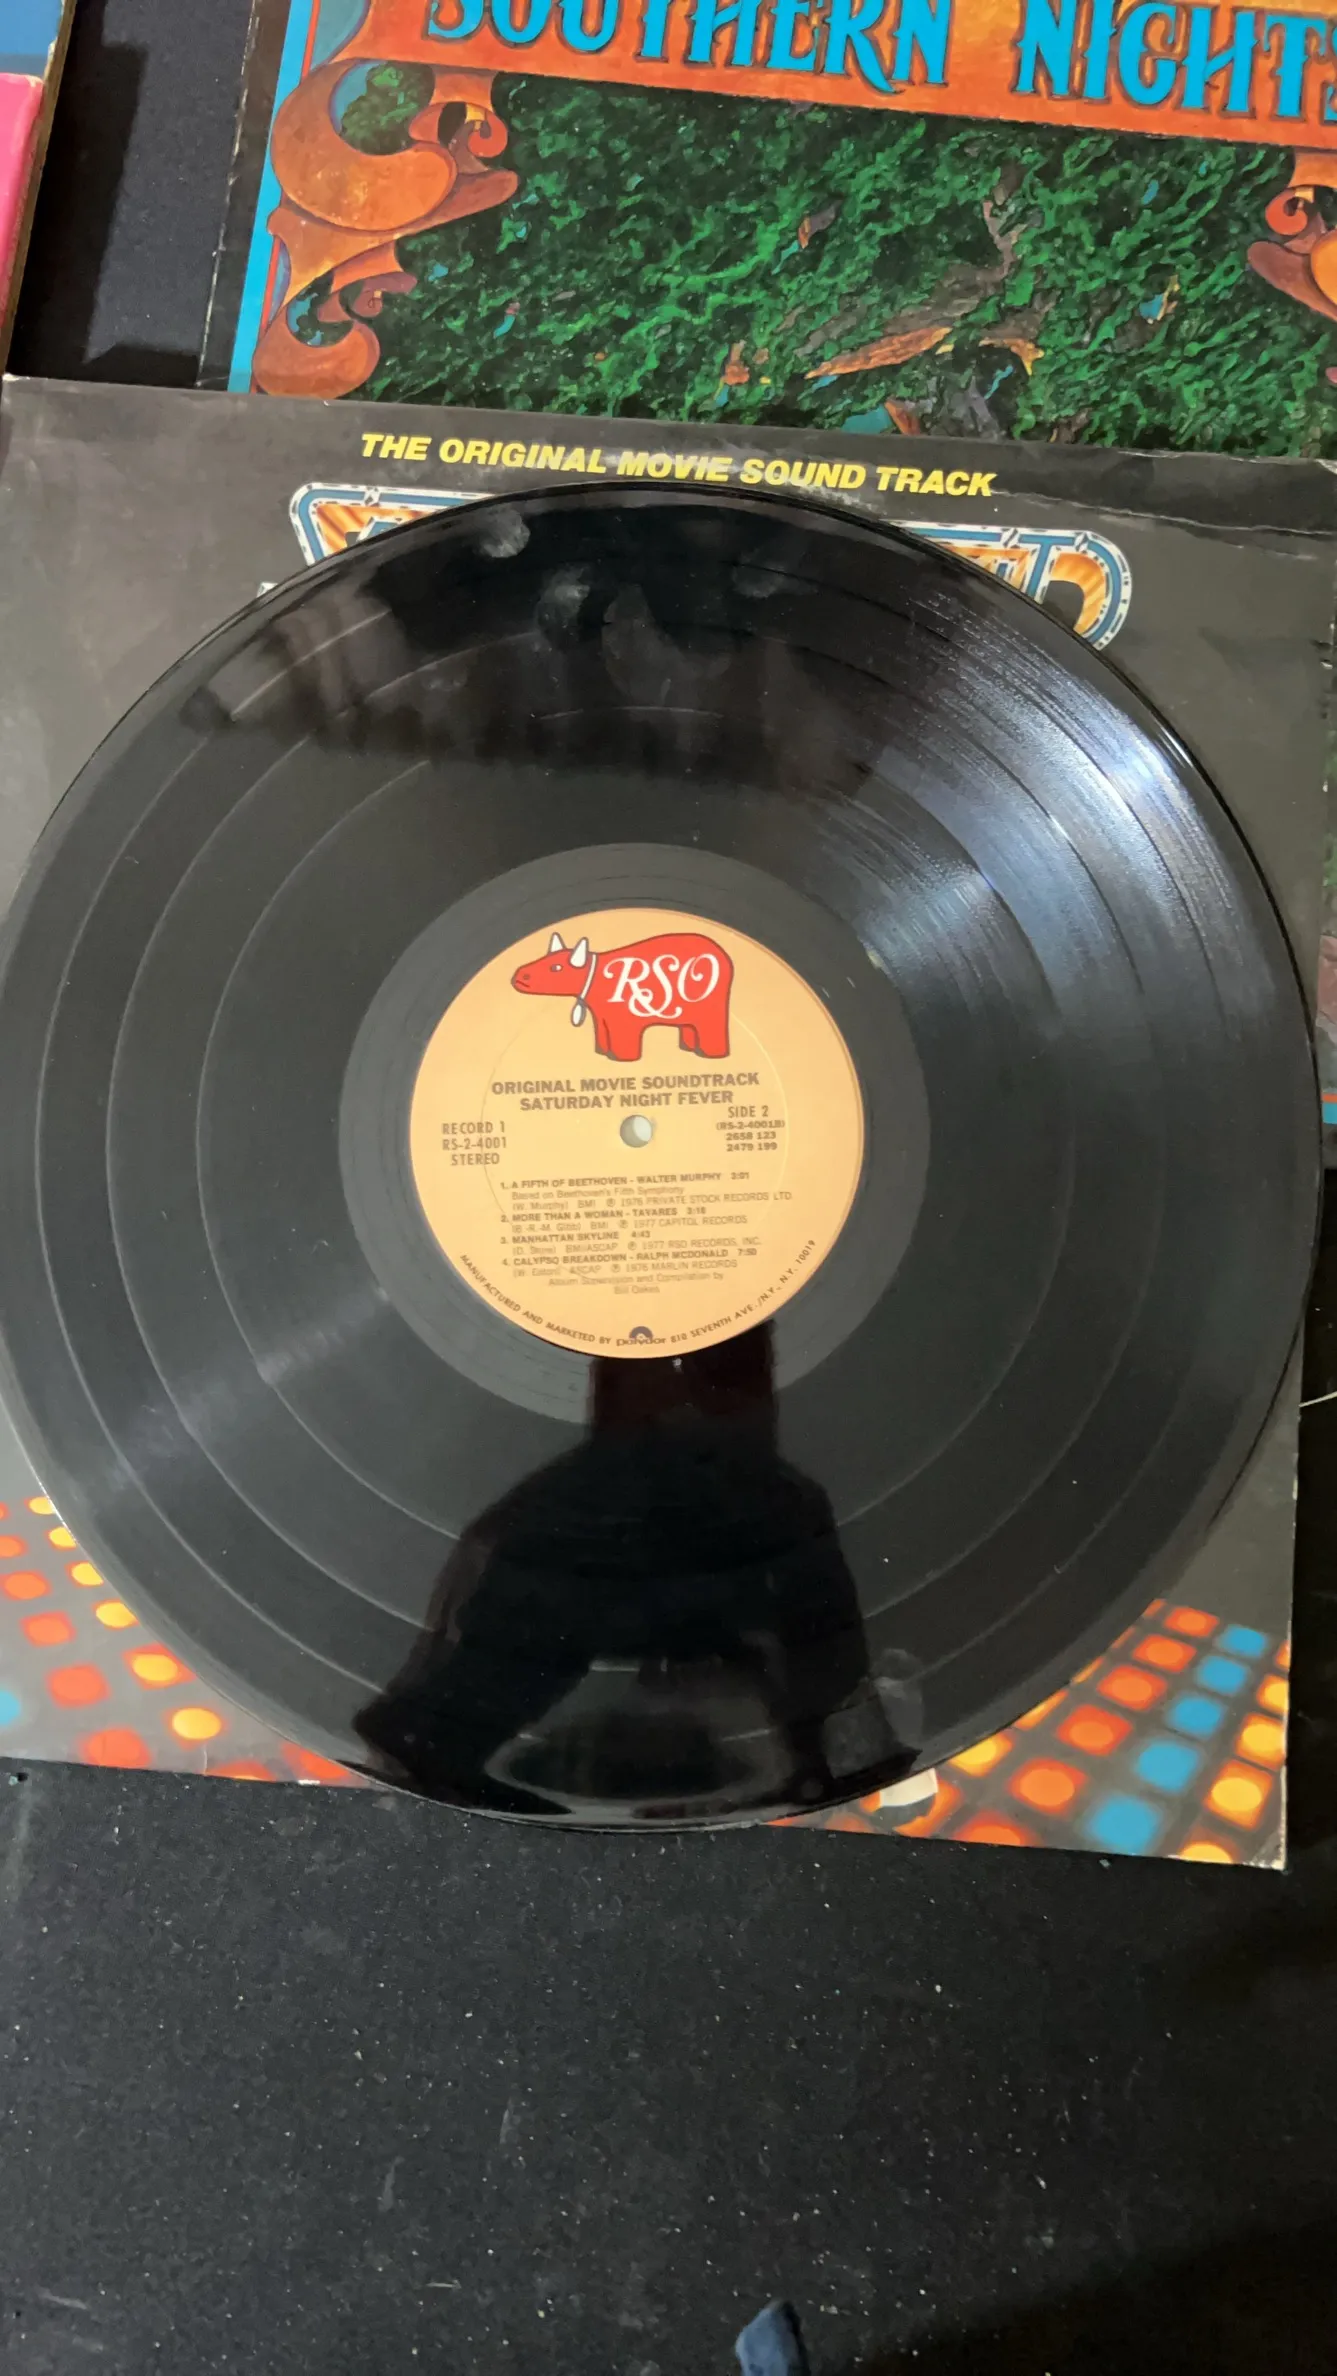 SOUTHERN NIGHTS
THE ORIGINAL MOVIE SOUND TRACK
RSO
ORIGINAL MOVIE SOUNDTRACK
SATURDAY NIGHT FEVER
RECORD 1
RS-2-4001
STEREO
SIDE 2
(RS-2-4001B)
2658 123
2479 199
1. A FIFTH OF BEETHOVEN - WALTER MURPHY 3:01
Based on Beethoven's Fifth Symphony
(W. Murphy) BMI ℗ 1976 PRIVATE STOCK RECORDS LTD.
2. MORE THAN A WOMAN - TAVARES 3:16
(B.-R.-M. Gibb) BMI ℗ 1977 CAPITOL RECORDS
3. MANHATTAN SKYLINE 4:43
(D. Shire) BMI/ASCAP ℗ 1977 RSO RECORDS, INC.
4. CALYPSO BREAKDOWN - RALPH MCDONALD 7:50
(W. Eaton) ASCAP ℗ 1976 MARLIN RECORDS
Album Supervision and Compilation by
Bill Oakes
MANUFACTURED AND MARKETED BY polydor 810 SEVENTH AVE./N.Y., N.Y. 10019